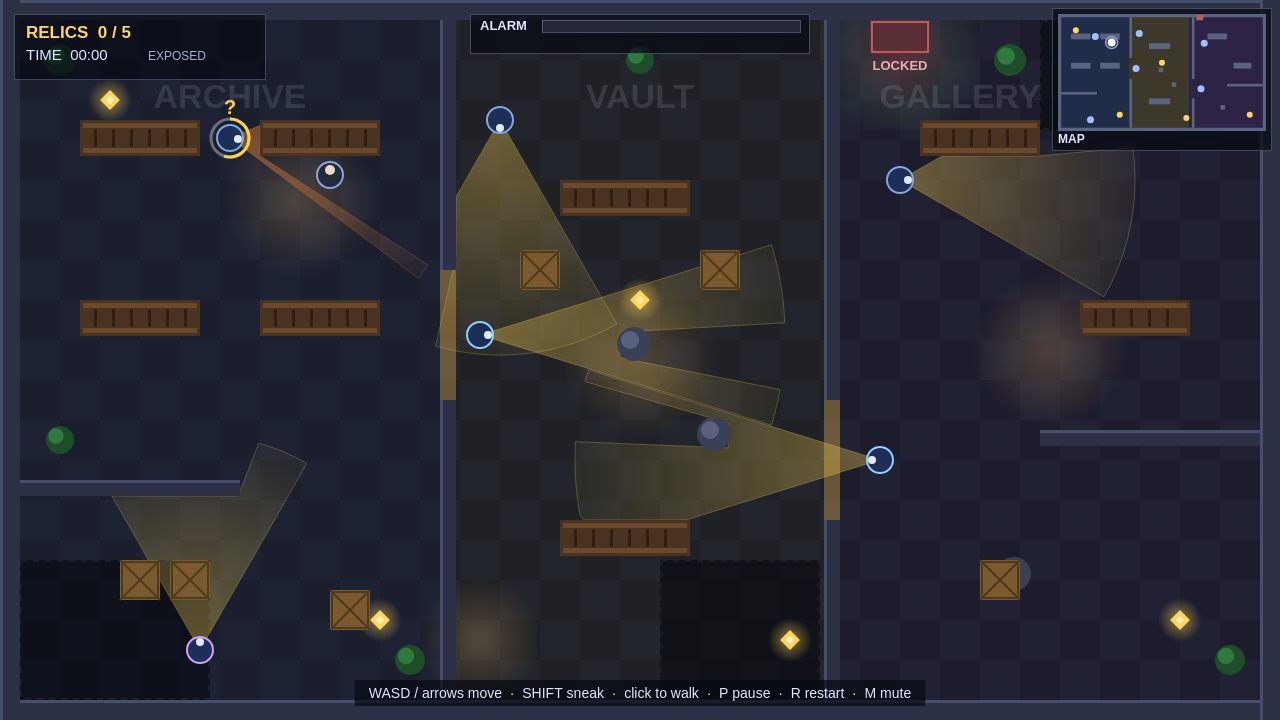 RELICS 0 / 5
TIME 00:00 EXPOSED
ALARM
LOCKED
MAP
ARCHIVE VAULT GALLERY
?
WASD / arrows move · SHIFT sneak · click to walk · P pause · R restart · M mute